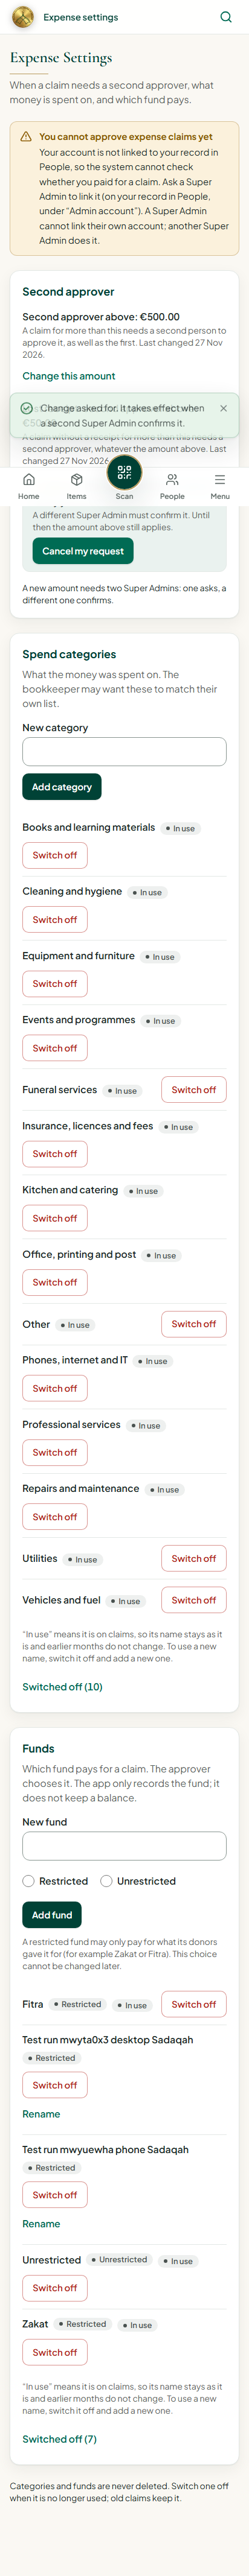 Expense settings
Expense Settings
When a claim needs a second approver, what
money is spent on, and which fund pays.
You cannot approve expense claims yet
Your account is not linked to your record in
People, so the system cannot check
whether you paid for a claim. Ask a Super
Admin to link it (on your record in People,
under "Admin account"). A Super Admin
cannot link their own account; another Super
Admin does it.
Second approver
Second approver above: €500.00
A claim for more than this needs a second person to
approve it, as well as the first. Last changed 27 Nov
2026.
Change this amount
Change asked for. It takes effect when
a second Super Admin confirms it.
A claim without a receipt for more than this needs a
second approver, whatever the amount above. Last
changed 27 Nov 2026.
Home
Items
Scan
People
Menu
A different Super Admin must confirm it. Until
then the amount above still applies.
Cancel my request
A new amount needs two Super Admins: one asks, a
different one confirms.
Spend categories
What the money was spent on. The
bookkeeper may want these to match their
own list.
New category
Add category
Books and learning materials In use
Switch off
Cleaning and hygiene In use
Switch off
Equipment and furniture In use
Switch off
Events and programmes In use
Switch off
Funeral services In use Switch off
Insurance, licences and fees In use
Switch off
Kitchen and catering In use
Switch off
Office, printing and post In use
Switch off
Other In use Switch off
Phones, internet and IT In use
Switch off
Professional services In use
Switch off
Repairs and maintenance In use
Switch off
Utilities In use Switch off
Vehicles and fuel In use Switch off
"In use" means it is on claims, so its name stays as it
is and earlier months do not change. To use a new
name, switch it off and add a new one.
Switched off (10)
Funds
Which fund pays for a claim. The approver
chooses it. The app only records the fund; it
does not keep a balance.
New fund
Restricted Unrestricted
Add fund
A restricted fund may only pay for what its donors
gave it for (for example Zakat or Fitra). This choice
cannot be changed later.
Fitra Restricted In use Switch off
Test run mwyta0x3 desktop Sadaqah
Restricted
Switch off
Rename
Test run mwyuewha phone Sadaqah
Restricted
Switch off
Rename
Unrestricted Unrestricted In use
Switch off
Zakat Restricted In use
Switch off
"In use" means it is on claims, so its name stays as it
is and earlier months do not change. To use a new
name, switch it off and add a new one.
Switched off (7)
Categories and funds are never deleted. Switch one off
when it is no longer used; old claims keep it.